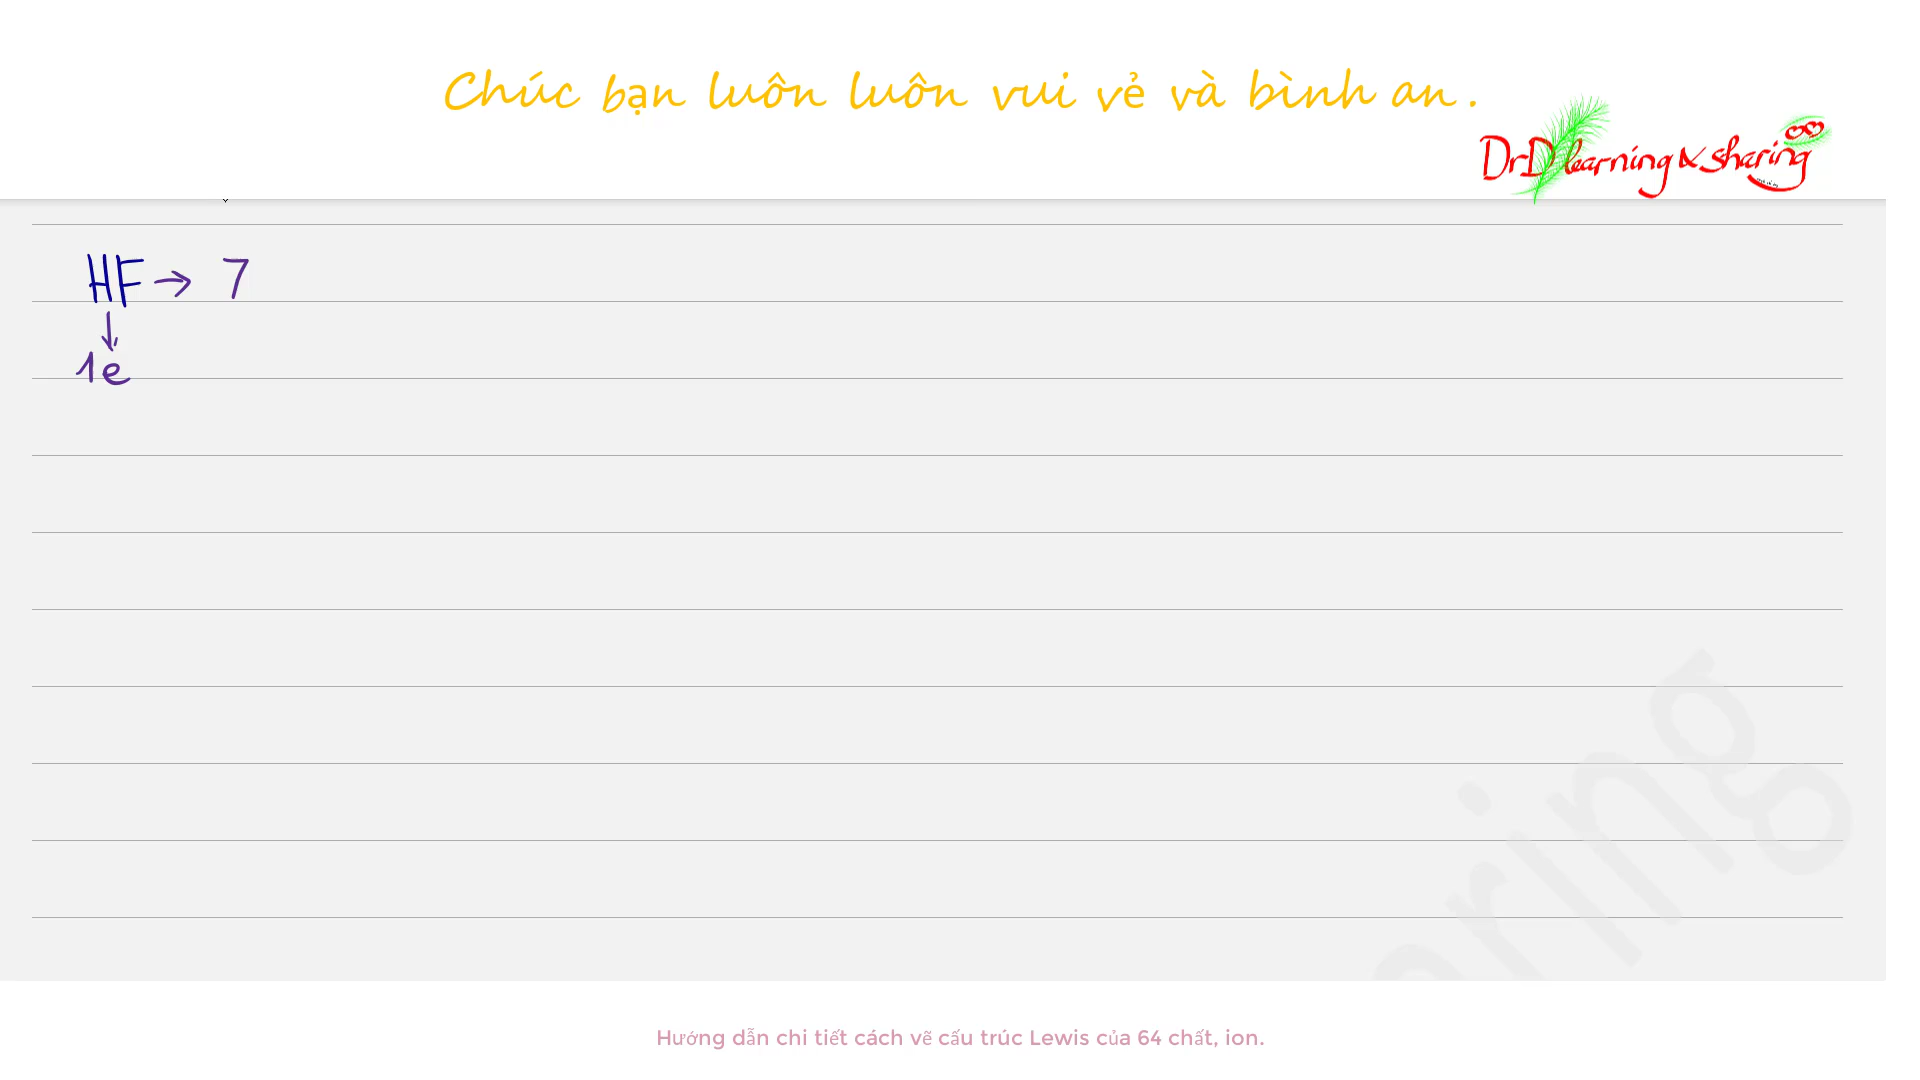 Chúc bạn luôn luôn vui vẻ và bình an.
DrD learning & sharing
HF → 7
↓
1e
ring
Hướng dẫn chi tiết cách vẽ cấu trúc Lewis của 64 chất, ion.